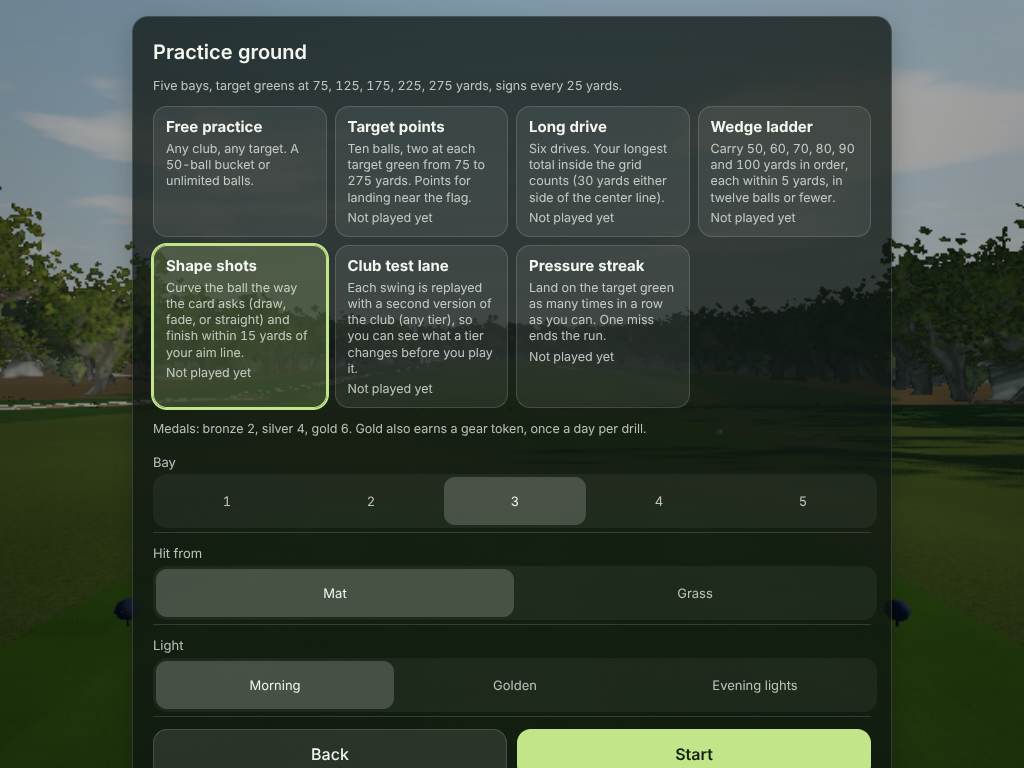 Practice ground
Five bays, target greens at 75, 125, 175, 225, 275 yards, signs every 25 yards.
Free practice
Any club, any target. A
50-ball bucket or
unlimited balls.
Target points
Ten balls, two at each
target green from 75 to
275 yards. Points for
landing near the flag.
Not played yet
Long drive
Six drives. Your longest
total inside the grid
counts (30 yards either
side of the center line).
Not played yet
Wedge ladder
Carry 50, 60, 70, 80, 90
and 100 yards in order,
each within 5 yards, in
twelve balls or fewer.
Not played yet
Shape shots
Curve the ball the way
the card asks (draw,
fade, or straight) and
finish within 15 yards of
your aim line.
Not played yet
Club test lane
Each swing is replayed
with a second version of
the club (any tier), so
you can see what a tier
changes before you play
it.
Not played yet
Pressure streak
Land on the target green
as many times in a row
as you can. One miss
ends the run.
Not played yet
Medals: bronze 2, silver 4, gold 6. Gold also earns a gear token, once a day per drill.
Bay
1 2 3 4 5
Hit from
Mat Grass
Light
Morning Golden Evening lights
Back Start